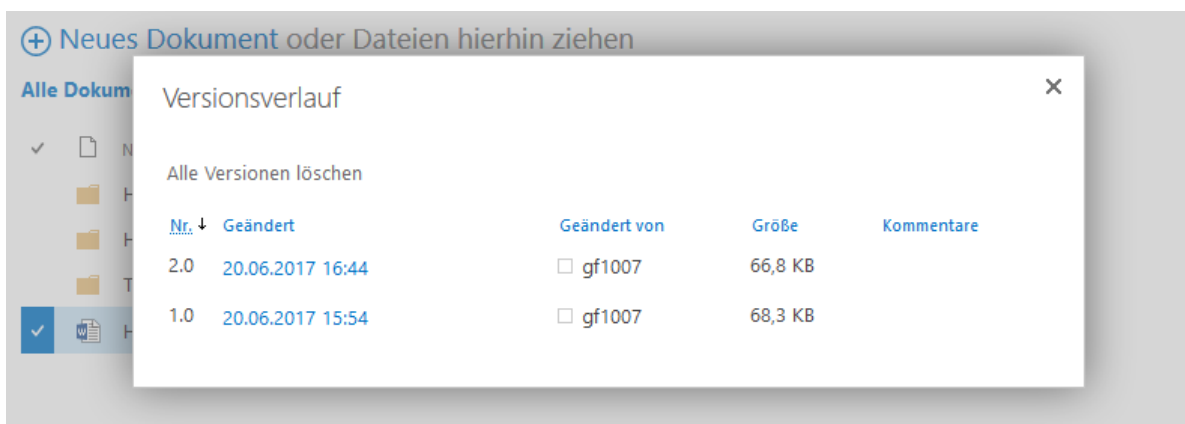 Neues Dokument oder Dateien hierhin ziehen
Alle Dokum
Versionsverlauf
N
Alle Versionen löschen
H
Nr. Geändert Geändert von Größe Kommentare
H
2.0 20.06.2017 16:44 gf1007 66,8 KB
T
1.0 20.06.2017 15:54 gf1007 68,3 KB
H